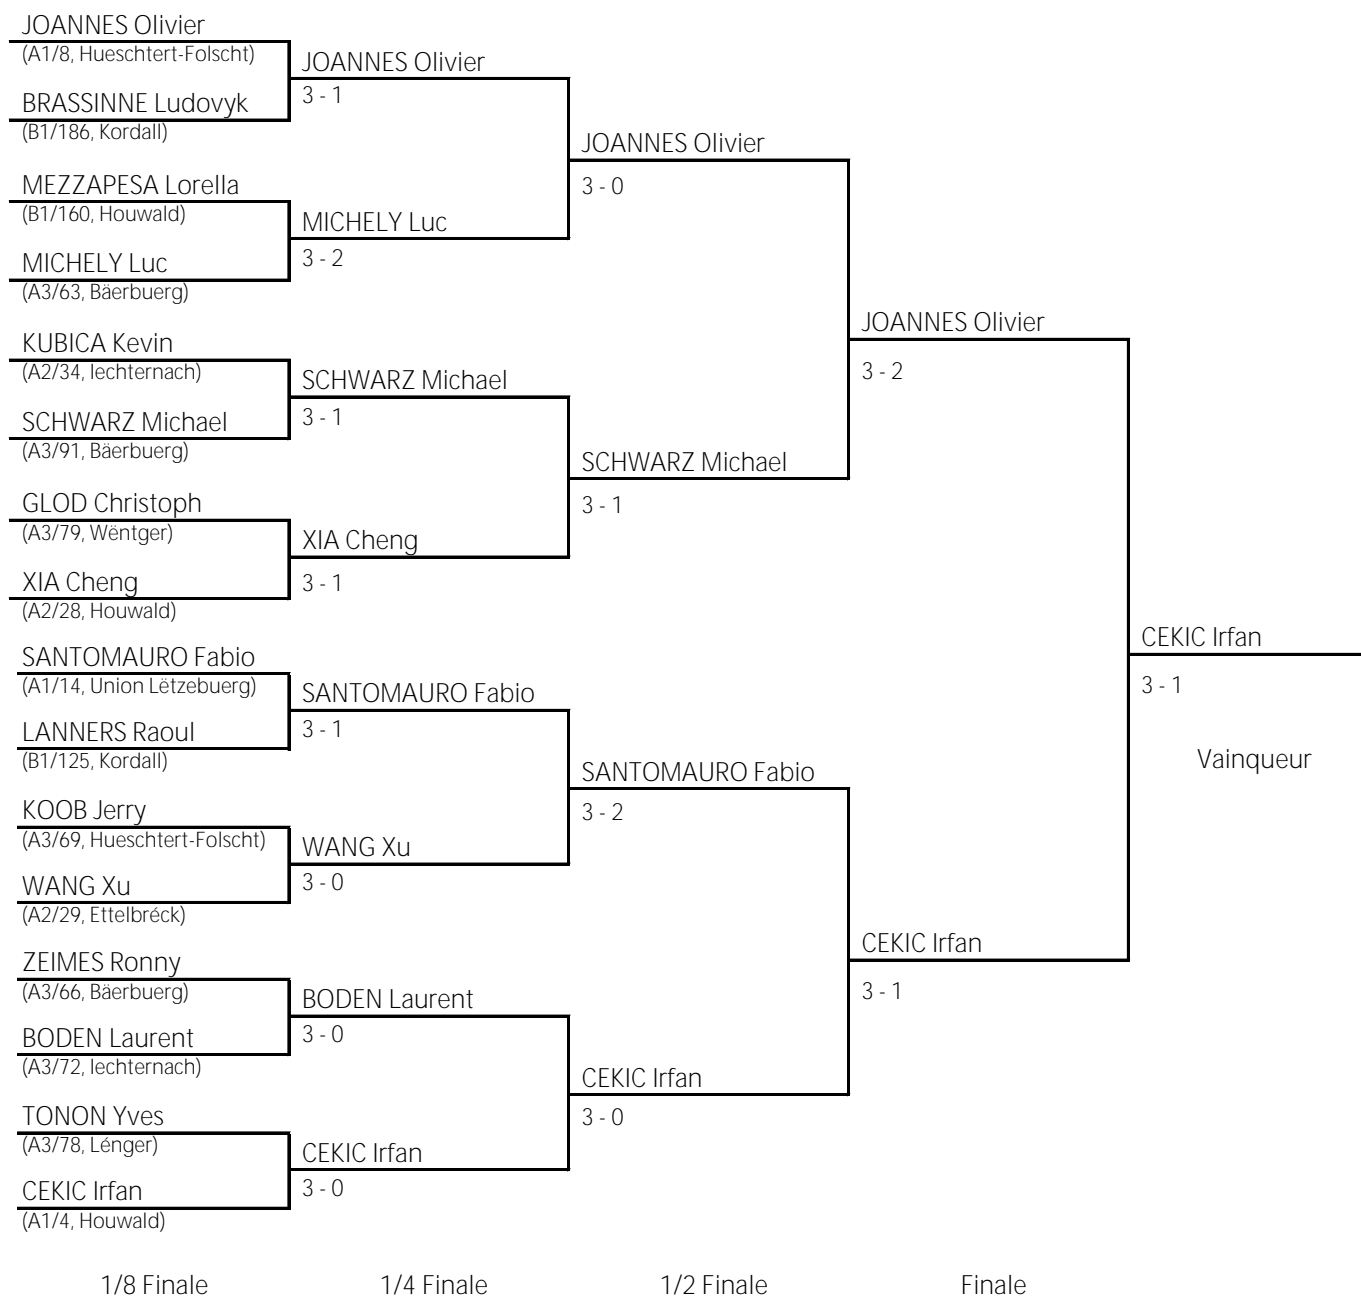 JOANNES Olivier
(A1/8, Hueschtert-Folscht)
BRASSINNE Ludovyk
(B1/186, Kordall)
MEZZAPESA Lorella
(B1/160, Houwald)
MICHELY Luc
(A3/63, Bäerbuerg)
KUBICA Kevin
(A2/34, Iechternach)
SCHWARZ Michael
(A3/91, Bäerbuerg)
GLOD Christoph
(A3/79, Wëntger)
XIA Cheng
(A2/28, Houwald)
SANTOMAURO Fabio
(A1/14, Union Lëtzebuerg)
LANNERS Raoul
(B1/125, Kordall)
KOOB Jerry
(A3/69, Hueschtert-Folscht)
WANG Xu
(A2/29, Ettelbréck)
ZEIMES Ronny
(A3/66, Bäerbuerg)
BODEN Laurent
(A3/72, Iechternach)
TONON Yves
(A3/78, Lénger)
CEKIC Irfan
(A1/4, Houwald)
1/8 Finale
JOANNES Olivier
3 - 1
MICHELY Luc
3 - 2
SCHWARZ Michael
3 - 1
XIA Cheng
3 - 1
SANTOMAURO Fabio
3 - 1
WANG Xu
3 - 0
BODEN Laurent
3 - 0
CEKIC Irfan
3 - 0
1/4 Finale
JOANNES Olivier
3 - 0
SCHWARZ Michael
3 - 1
SANTOMAURO Fabio
3 - 2
CEKIC Irfan
3 - 0
1/2 Finale
JOANNES Olivier
3 - 2
CEKIC Irfan
3 - 1
Finale
CEKIC Irfan
3 - 1
Vainqueur